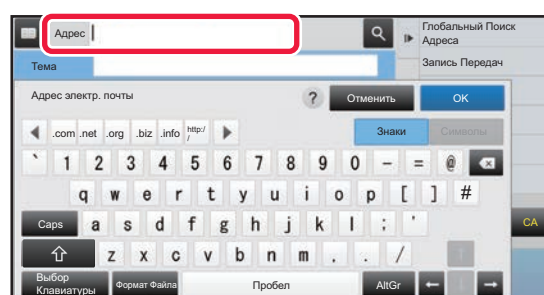 Адрес
Глобальный Поиск
Адреса
Тема
Запись Передач
Адрес электр. почты
?
Отменить
OK
.com .net .org .biz .info http:/
/
Знаки
Символы
` 1 2 3 4 5 6 7 8 9 0 - = @
q w e r t y u i o p [ ] #
Caps a s d f g h j k l ; '
CA
z x c v b n m . . /
Выбор
Клавиатуры
Формат Файла
Пробел
AltGr